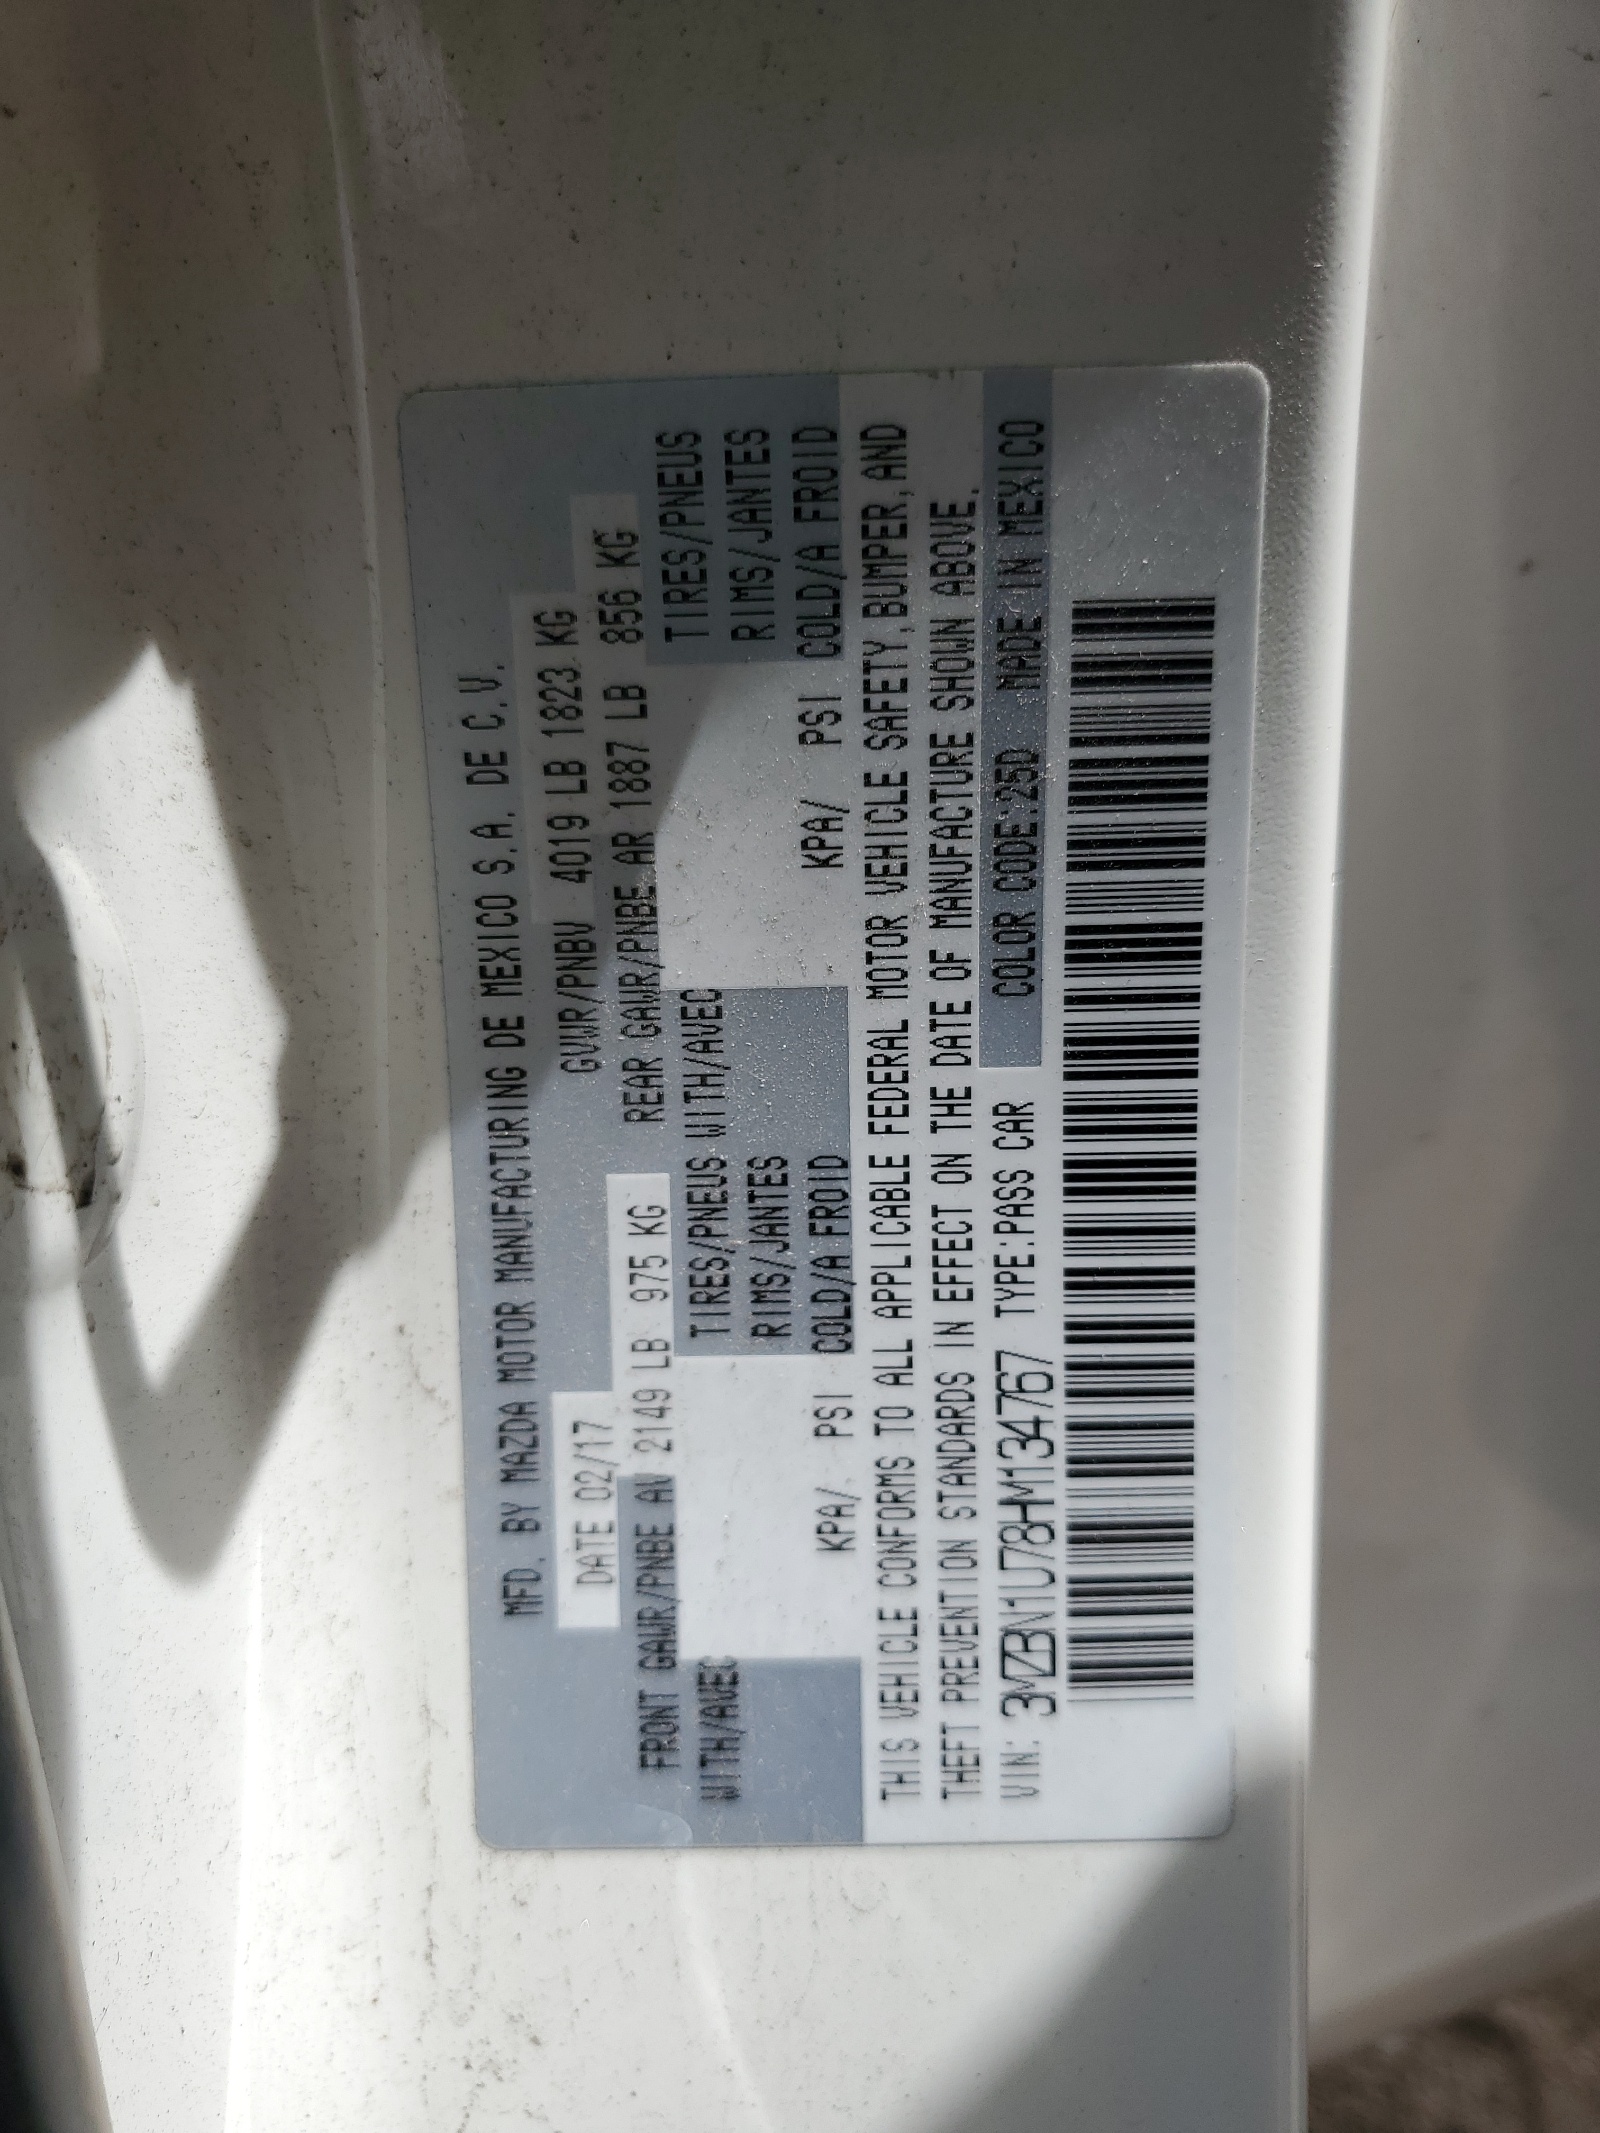 MFD. BY MAZDA MOTOR MANUFACTURING DE MEXICO S.A. DE C.V.
DATE 02/17 GVWR/PNBV 4019 LB 1823 KG
FRONT GAWR/PNBE AV 2149 LB 975 KG REAR GAWR/PNBE AR 1887 LB 856 KG
WITH/AVEC TIRES/PNEUS WITH/AVEC TIRES/PNEUS
RIMS/JANTES RIMS/JANTES
KPA/ PSI COLD/A FROID KPA/ PSI COLD/A FROID
THIS VEHICLE CONFORMS TO ALL APPLICABLE FEDERAL MOTOR VEHICLE SAFETY,BUMPER,AND
THEFT PREVENTION STANDARDS IN EFFECT ON THE DATE OF MANUFACTURE SHOWN ABOVE.
VIN: 3MZBN1U78HM134767 TYPE:PASS CAR COLOR CODE:25D MADE IN MEXICO